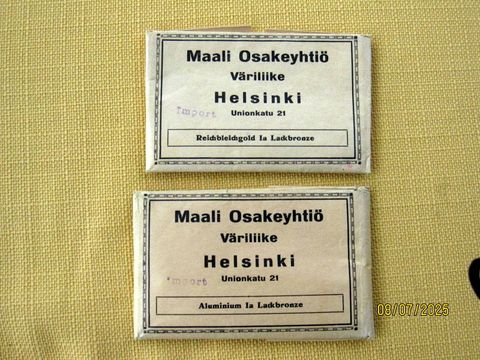 Maali Osakeyhtiö
Väriliike
Helsinki
Import
Unionkatu 21
Reichbleichgold Ia Lackbronze
Maali Osakeyhtiö
Väriliike
Helsinki
Import
Unionkatu 21
Aluminium Ia Lackbronze
08/07/2025